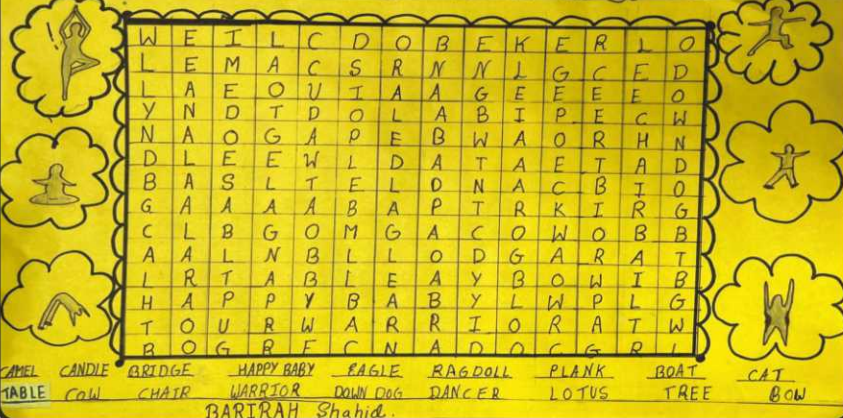 W E I L C D O B E K E R L O
L E M A C S R N N L G C E D
L A E O U I A A G E E E E O
Y N D T D O L A B I P E C W
N A O G A P E B W A O R H N
D L E E W L D A T A E T A D
B A S L T E L D N A C B I O
G A A A A B A P T R K I R G
C L B G O M G A C O W O B B
A A L N B L L O D G A R A T
L R T A B L E A Y B O W I B
H A P P Y B A B Y L W P L G
T O U R W A R R I O R A T W
B O G R F C N A D O C G R L
CAMEL CANDLE BRIDGE HAPPY BABY EAGLE RAGDOLL PLANK BOAT CAT
TABLE COW CHAIR WARRIOR DOWN DOG DANCER LOTUS TREE BOW
BARIRAH Shahid.